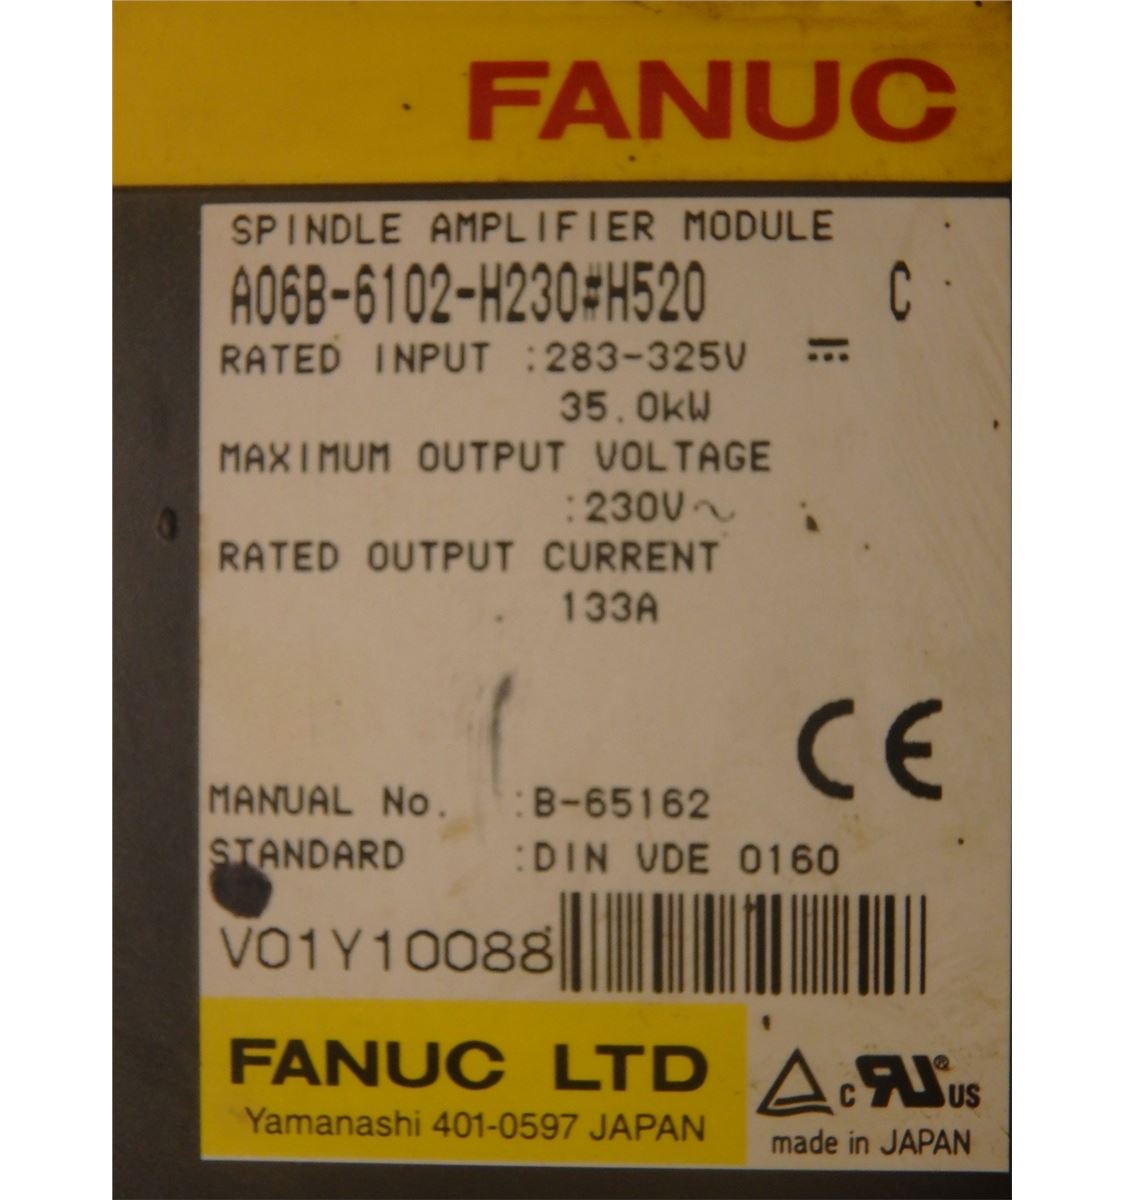 FANUC
SPINDLE AMPLIFIER MODULE
A06B-6102-H230#H520 C
RATED INPUT :283-325V ⎓
35.0kW
MAXIMUM OUTPUT VOLTAGE
:230V~
RATED OUTPUT CURRENT
133A
CE
MANUAL No. :B-65162
STANDARD :DIN VDE 0160
V01Y10088
FANUC LTD
Yamanashi 401-0597 JAPAN
c RU® US
made in JAPAN